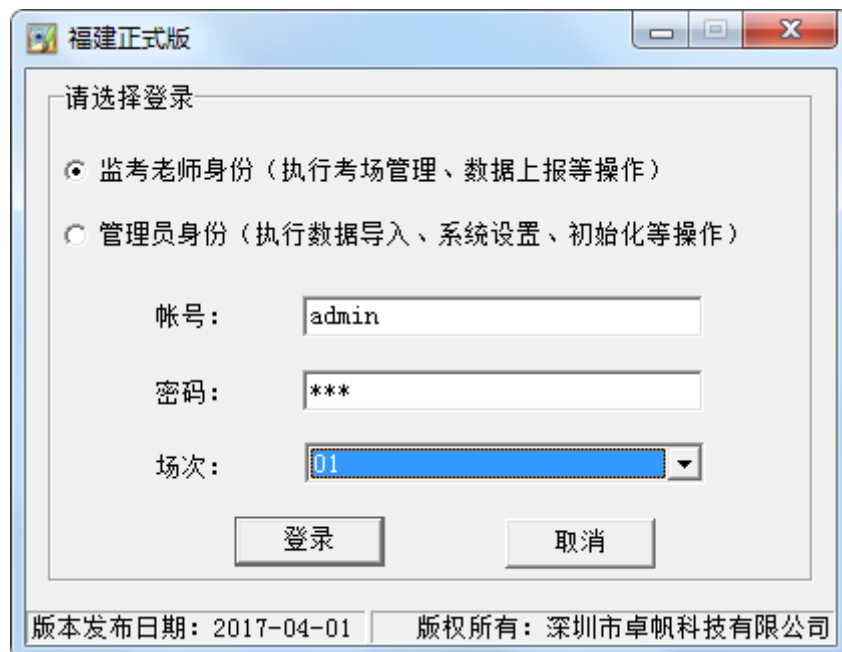 福建正式版
请选择登录
监考老师身份（执行考场管理、数据上报等操作）
管理员身份（执行数据导入、系统设置、初始化等操作）
帐号： admin
密码： ***
场次： 01
登录 取消
版本发布日期：2017-04-01 版权所有：深圳市卓帆科技有限公司